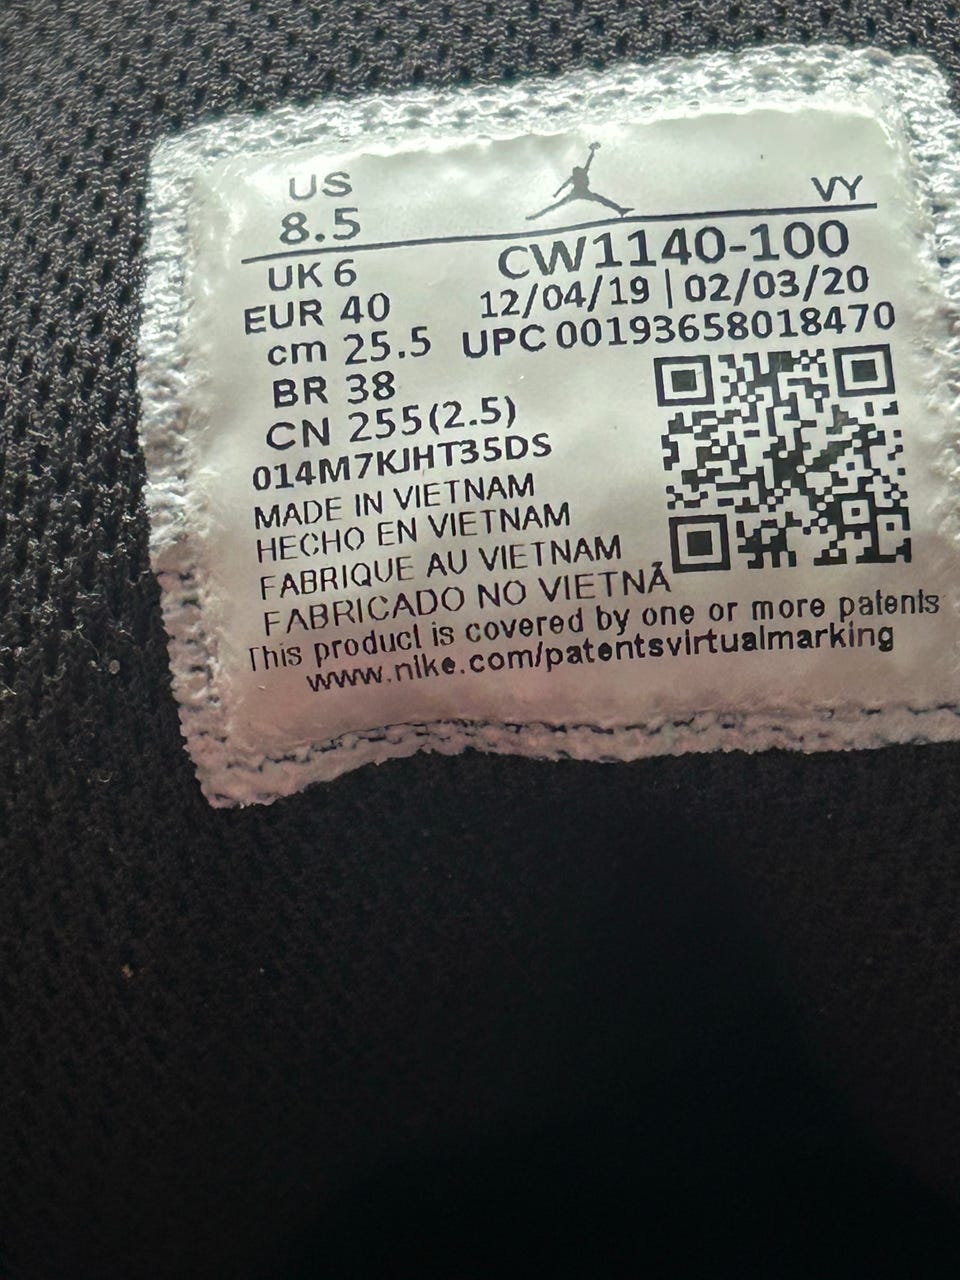 US
VY
8.5
UK 6
CW1140-100
EUR 40
12/04/19 | 02/03/20
cm 25.5
UPC 00193658018470
BR 38
CN 255(2.5)
014M7KJHT35DS
MADE IN VIETNAM
HECHO EN VIETNAM
FABRIQUE AU VIETNAM
FABRICADO NO VIETNÃ
This product is covered by one or more patents
www.nike.com/patentsvirtualmarking